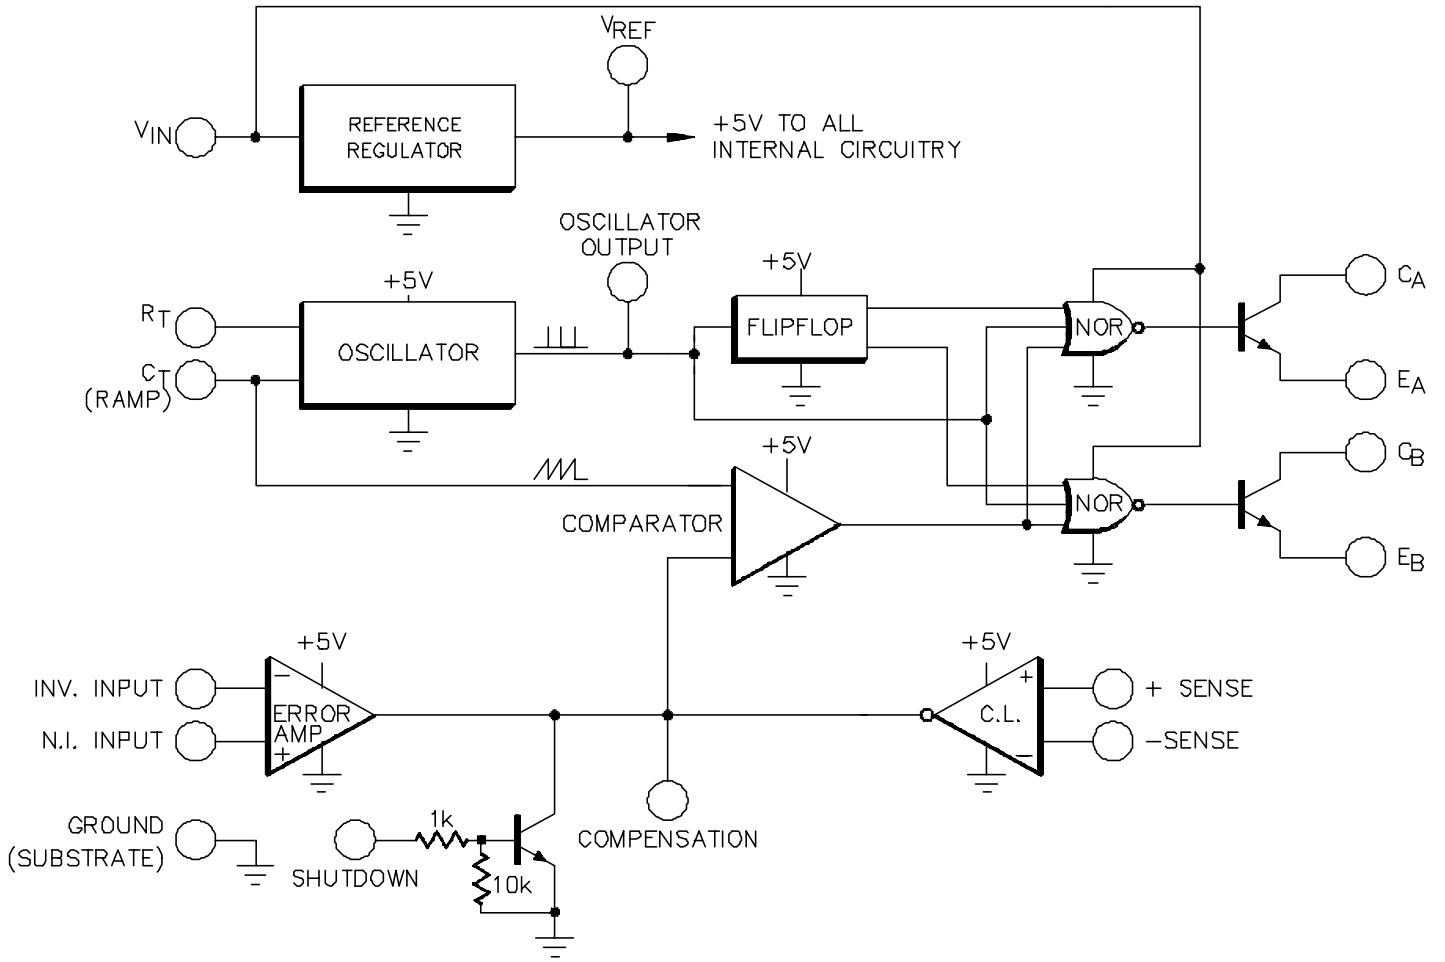 VREF
VIN
REFERENCE
REGULATOR
+5V TO ALL
INTERNAL CIRCUITRY
OSCILLATOR
OUTPUT
+5V
+5V
RT
OSCILLATOR
FLIPFLOP
NOR
CA
CT
(RAMP)
EA
+5V
COMPARATOR
NOR
CB
EB
+5V
+5V
INV. INPUT
−
ERROR
AMP
+
N.I. INPUT
+
C.L.
−
+ SENSE
−SENSE
GROUND
(SUBSTRATE)
1k
10k
SHUTDOWN
COMPENSATION